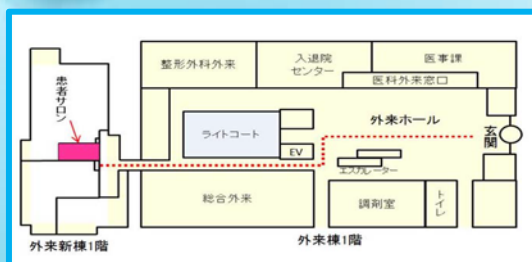 整形外科外来
入退院
センター
医事課
医科外来窓口
患者サロン
ライトコート
EV
外来ホール
玄関
エスカレーター
総合外来
調剤室
トイレ
外来新棟1階
外来棟1階